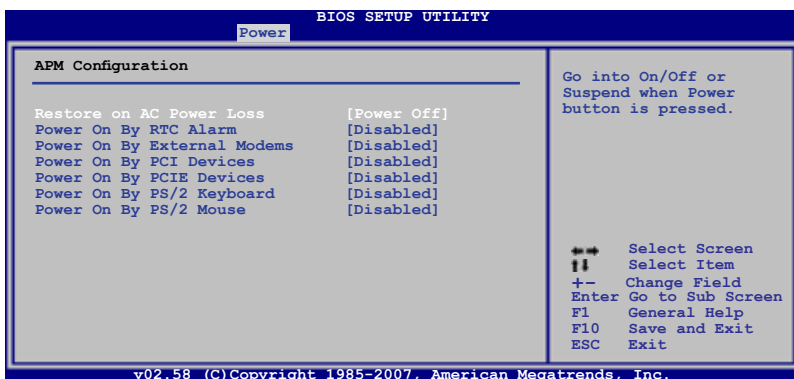 BIOS SETUP UTILITY
Power
APM Configuration
Restore on AC Power Loss [Power Off]
Power On By RTC Alarm [Disabled]
Power On By External Modems [Disabled]
Power On By PCI Devices [Disabled]
Power On By PCIE Devices [Disabled]
Power On By PS/2 Keyboard [Disabled]
Power On By PS/2 Mouse [Disabled]
Go into On/Off or
Suspend when Power
button is pressed.
←→ Select Screen
↑↓ Select Item
+- Change Field
Enter Go to Sub Screen
F1 General Help
F10 Save and Exit
ESC Exit
v02.58 (C)Copyright 1985-2007, American Megatrends, Inc.